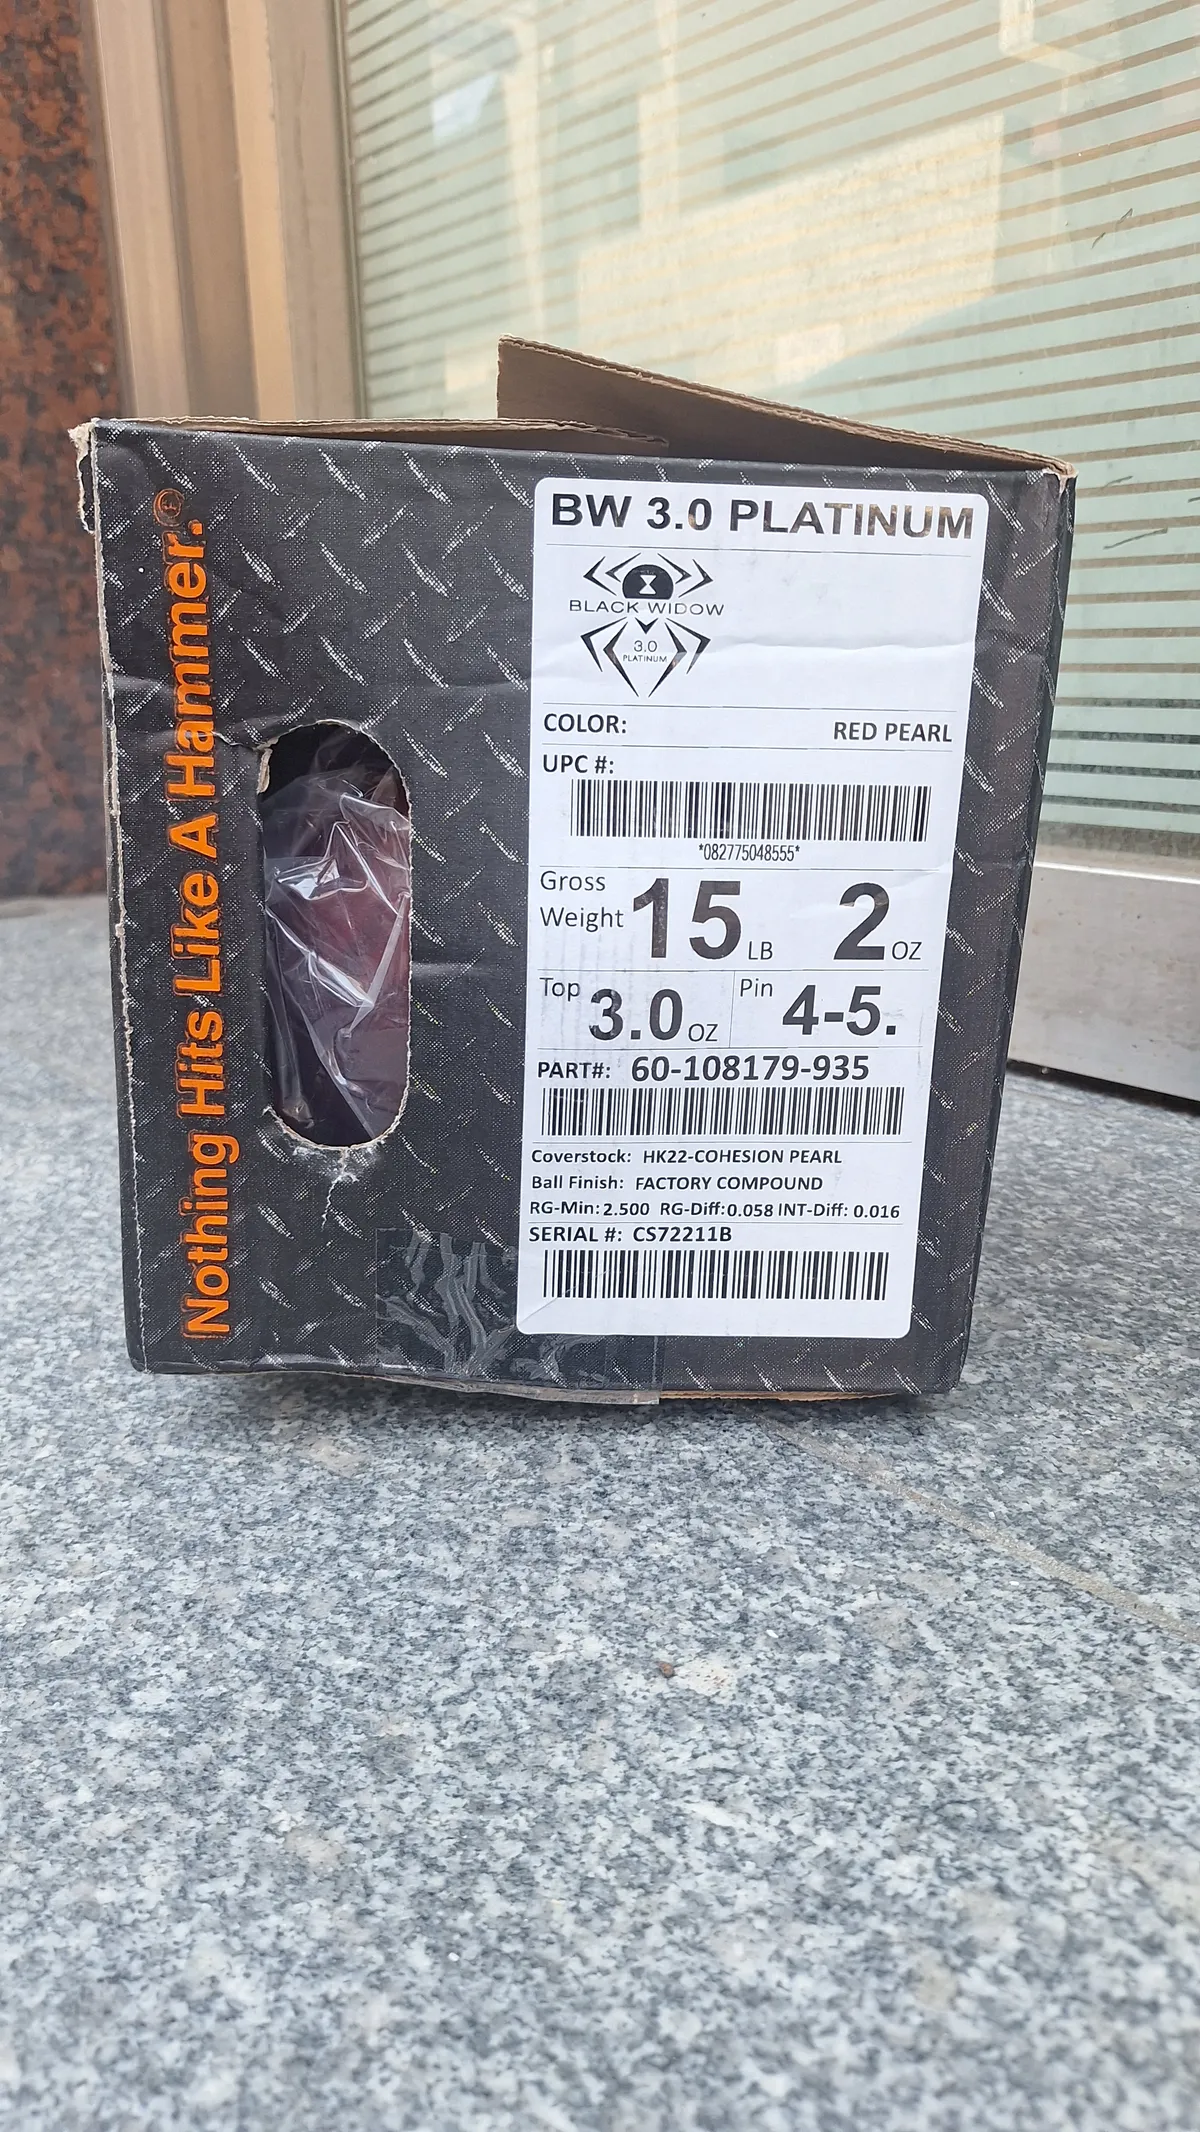 Nothing Hits Like A Hammer.®
BW 3.0 PLATINUM
BLACK WIDOW
3.0
PLATINUM
COLOR: RED PEARL
UPC #:
*082775048555*
Gross Weight 15 LB 2 OZ
Top 3.0 OZ Pin 4-5.
PART#: 60-108179-935
Coverstock: HK22-COHESION PEARL
Ball Finish: FACTORY COMPOUND
RG-Min: 2.500 RG-Diff: 0.058 INT-Diff: 0.016
SERIAL #: CS72211B